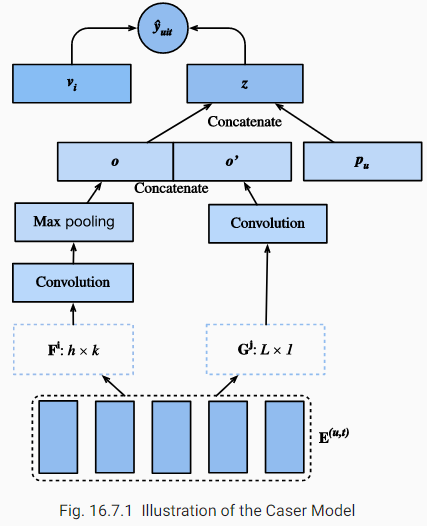 ŷᵤᵢₜ
vᵢ
z
Concatenate
o
o’
pᵤ
Concatenate
Max pooling
Convolution
Convolution
Fⁱ: h × k
Gʲ: L × 1
E⁽ᵘ,ᵗ⁾
Fig. 16.7.1 Illustration of the Caser Model